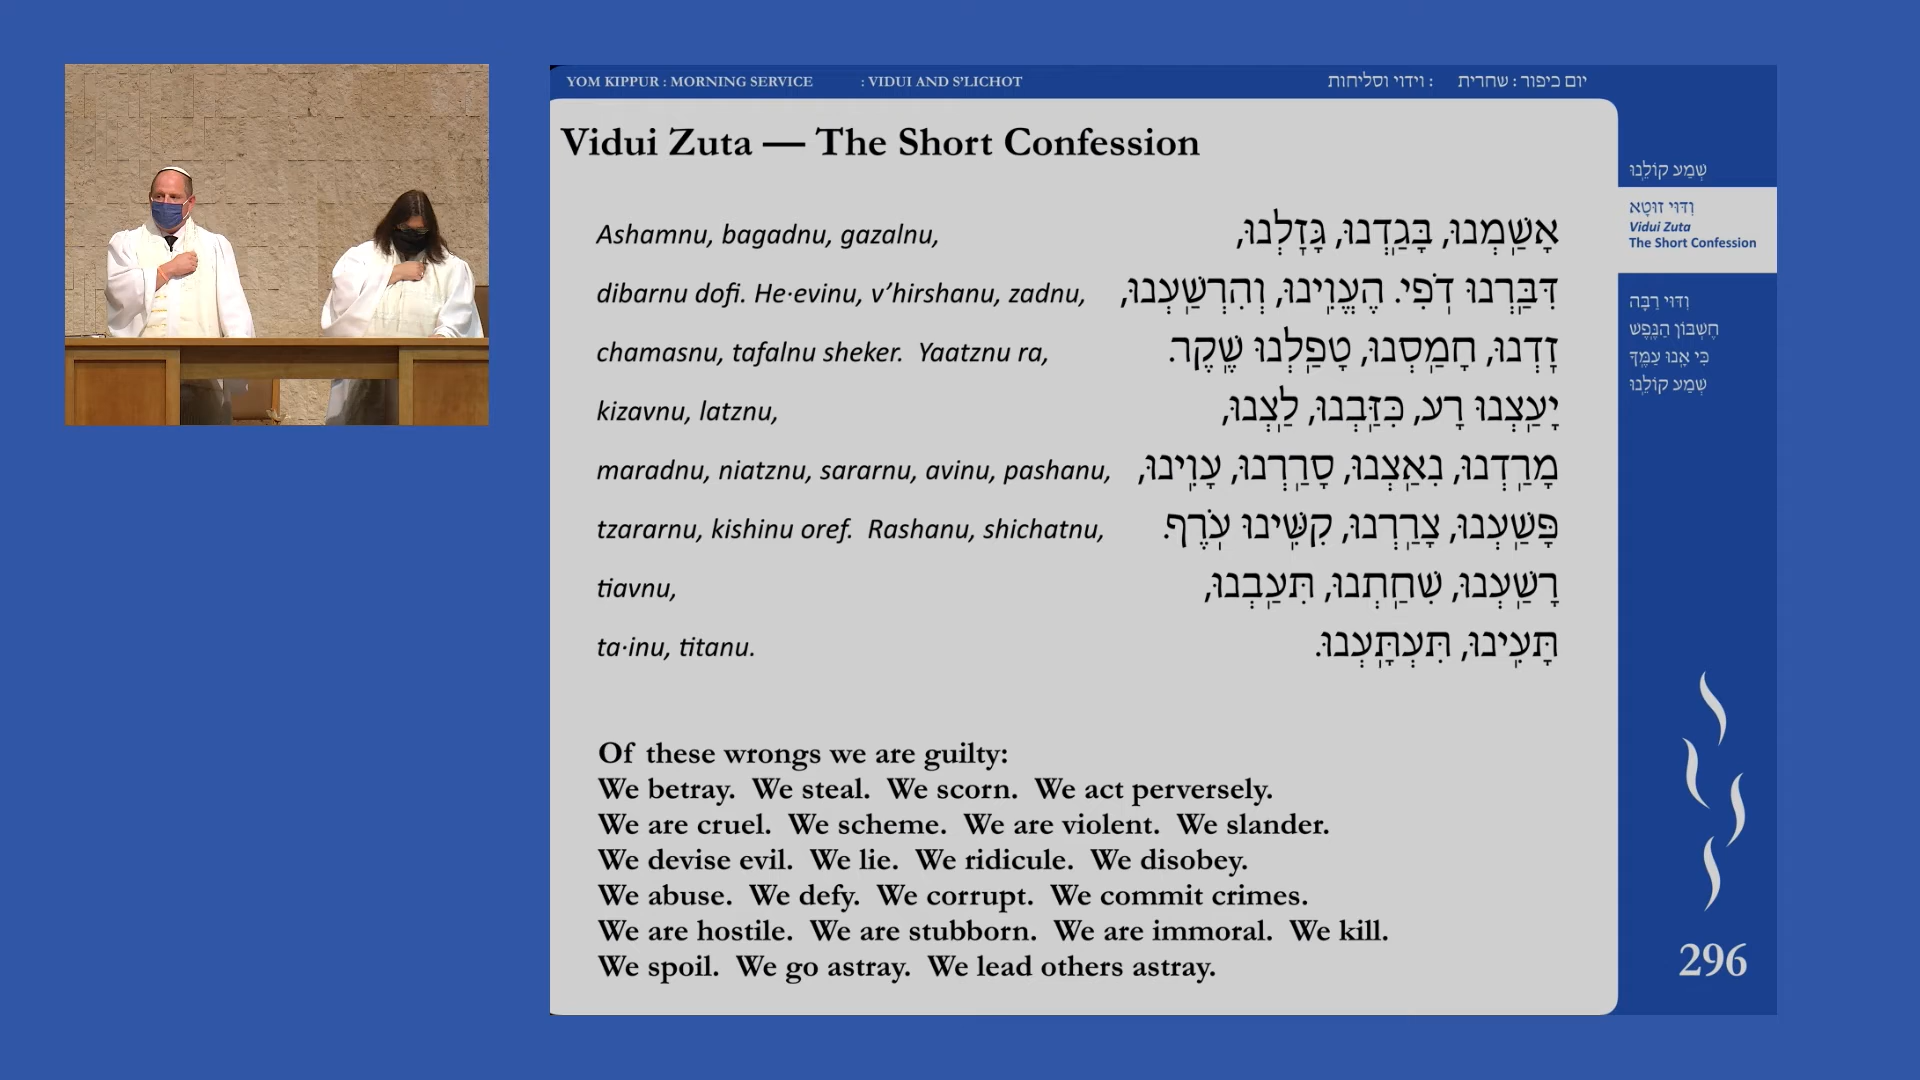 YOM KIPPUR : MORNING SERVICE : VIDUI AND S'LICHOT
יום כיפור : שחרית : וידוי וסליחות
Vidui Zuta — The Short Confession
Ashamnu, bagadnu, gazalnu,
אָשַֽׁמְנוּ, בָּגַֽדְנוּ, גָּזַֽלְנוּ,
dibarnu dofi. He·evinu, v’hirshanu, zadnu,
דִּבַּֽרְנוּ דֹֽפִי. הֶעֱוִֽינוּ, וְהִרְשַֽׁעְנוּ,
chamasnu, tafalnu sheker. Yaatznu ra,
זַֽדְנוּ, חָמַֽסְנוּ, טָפַֽלְנוּ שֶֽׁקֶר.
kizavnu, latznu,
יָעַֽצְנוּ רָע, כִּזַּֽבְנוּ, לַֽצְנוּ,
maradnu, niatznu, sararnu, avinu, pashanu,
מָרַֽדְנוּ, נִאַֽצְנוּ, סָרַֽרְנוּ, עָוִֽינוּ,
tzararnu, kishinu oref. Rashanu, shichatnu,
פָּשַֽׁעְנוּ, צָרַֽרְנוּ, קִשִּֽׁינוּ עֹֽרֶף.
tiavnu,
רָשַֽׁעְנוּ, שִׁחַֽתְנוּ, תִּעַֽבְנוּ,
ta·inu, titanu.
תָּעִֽינוּ, תִּעְתָּֽעְנוּ.
Of these wrongs we are guilty:
We betray. We steal. We scorn. We act perversely.
We are cruel. We scheme. We are violent. We slander.
We devise evil. We lie. We ridicule. We disobey.
We abuse. We defy. We corrupt. We commit crimes.
We are hostile. We are stubborn. We are immoral. We kill.
We spoil. We go astray. We lead others astray.
שְׁמַע קוֹלֵֽנוּ
וִדּוּי זוּטָא
Vidui Zuta
The Short Confession
וִדּוּי רַבָּה
חֶשְׁבּוֹן הַנֶּֽפֶשׁ
כִּי אָֽנוּ עַמֶּֽךָ
שְׁמַע קוֹלֵֽנוּ
296